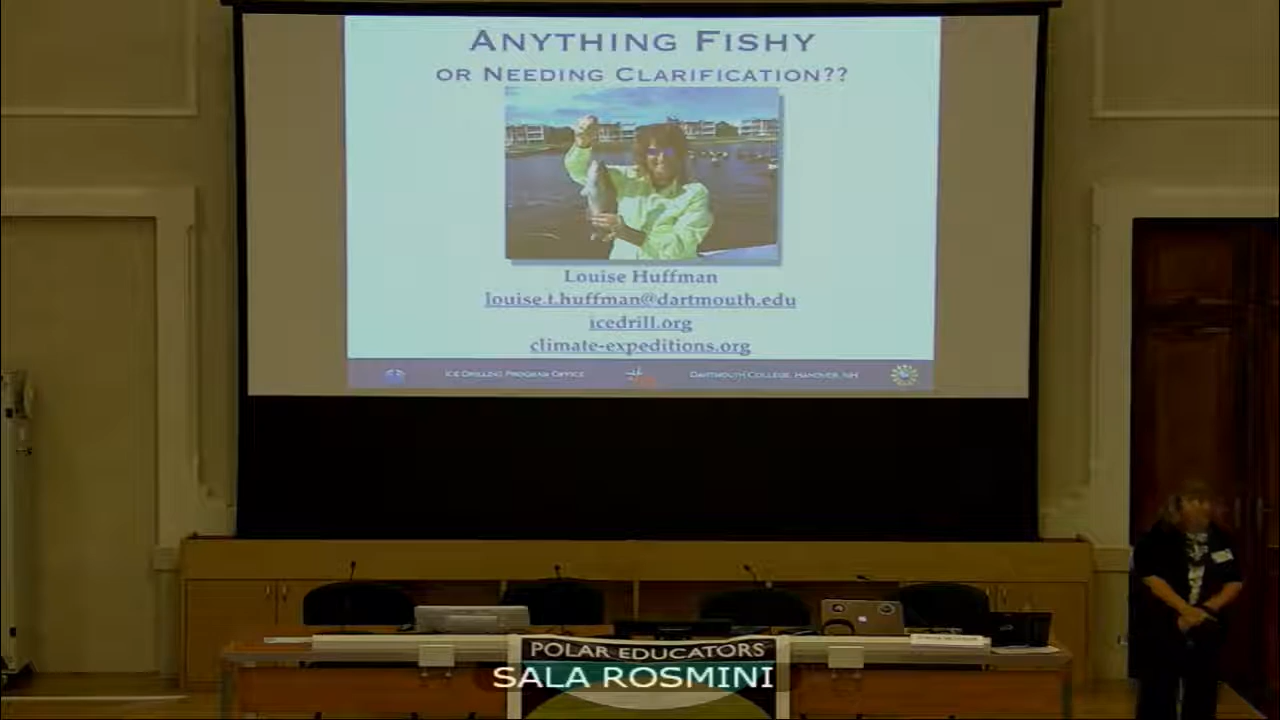 ANYTHING FISHY
OR NEEDING CLARIFICATION??
Louise Huffman
louise.t.huffman@dartmouth.edu
icedrill.org
climate-expeditions.org
ICE DRILLING PROGRAM OFFICE
DARTMOUTH COLLEGE, HANOVER, NH
POLAR EDUCATORS
SALA ROSMINI